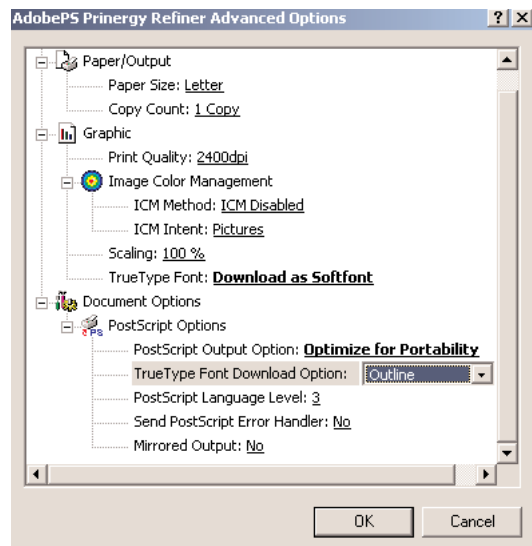 AdobePS Prinergy Refiner Advanced Options
Paper/Output
Paper Size: Letter
Copy Count: 1 Copy
Graphic
Print Quality: 2400dpi
Image Color Management
ICM Method: ICM Disabled
ICM Intent: Pictures
Scaling: 100 %
TrueType Font: Download as Softfont
Document Options
PostScript Options
PostScript Output Option: Optimize for Portability
TrueType Font Download Option: Outline
PostScript Language Level: 3
Send PostScript Error Handler: No
Mirrored Output: No
OK Cancel